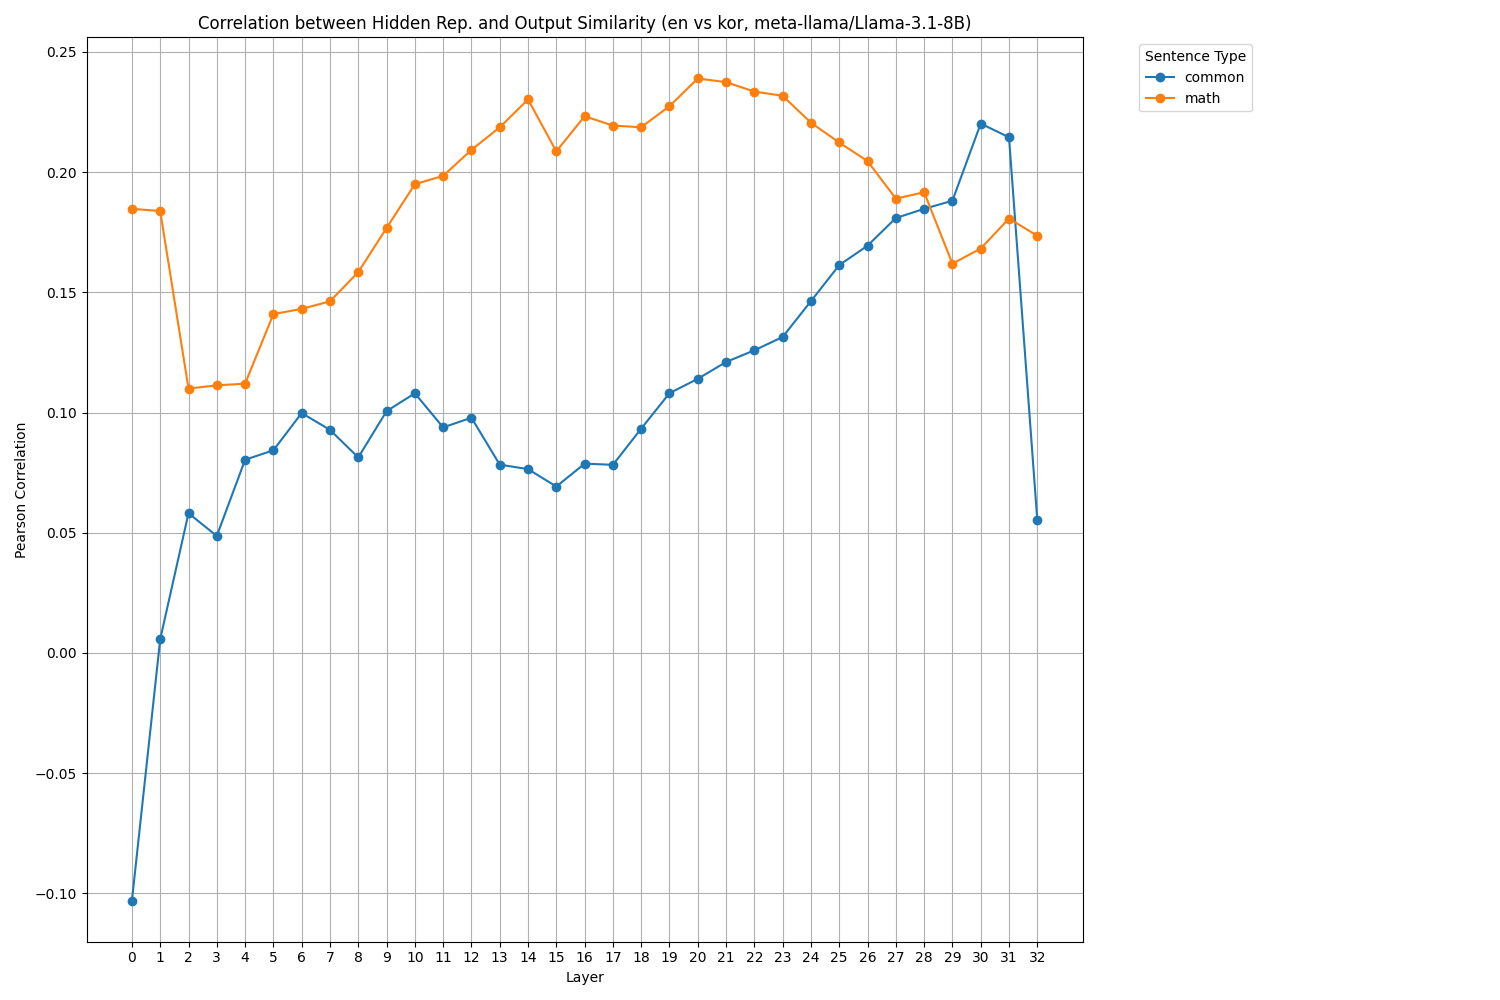 Correlation between Hidden Rep. and Output Similarity (en vs kor, meta-llama/Llama-3.1-8B)
Sentence Type
common
math
Pearson Correlation
0.25
0.20
0.15
0.10
0.05
0.00
−0.05
−0.10
0 1 2 3 4 5 6 7 8 9 10 11 12 13 14 15 16 17 18 19 20 21 22 23 24 25 26 27 28 29 30 31 32
Layer